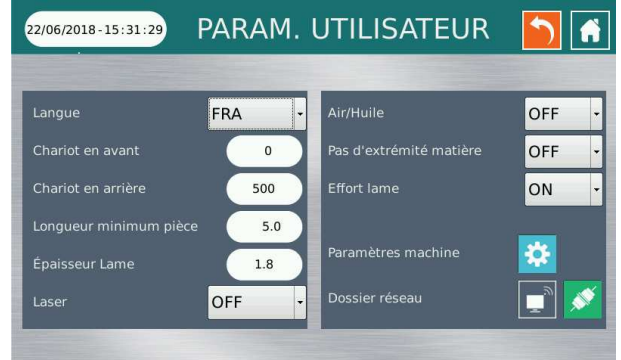 22/06/2018-15:31:29
PARAM. UTILISATEUR
Langue FRA
Chariot en avant 0
Chariot en arrière 500
Longueur minimum pièce 5.0
Épaisseur Lame 1.8
Laser OFF
Air/Huile OFF
Pas d'extrémité matière OFF
Effort lame ON
Paramètres machine
Dossier réseau